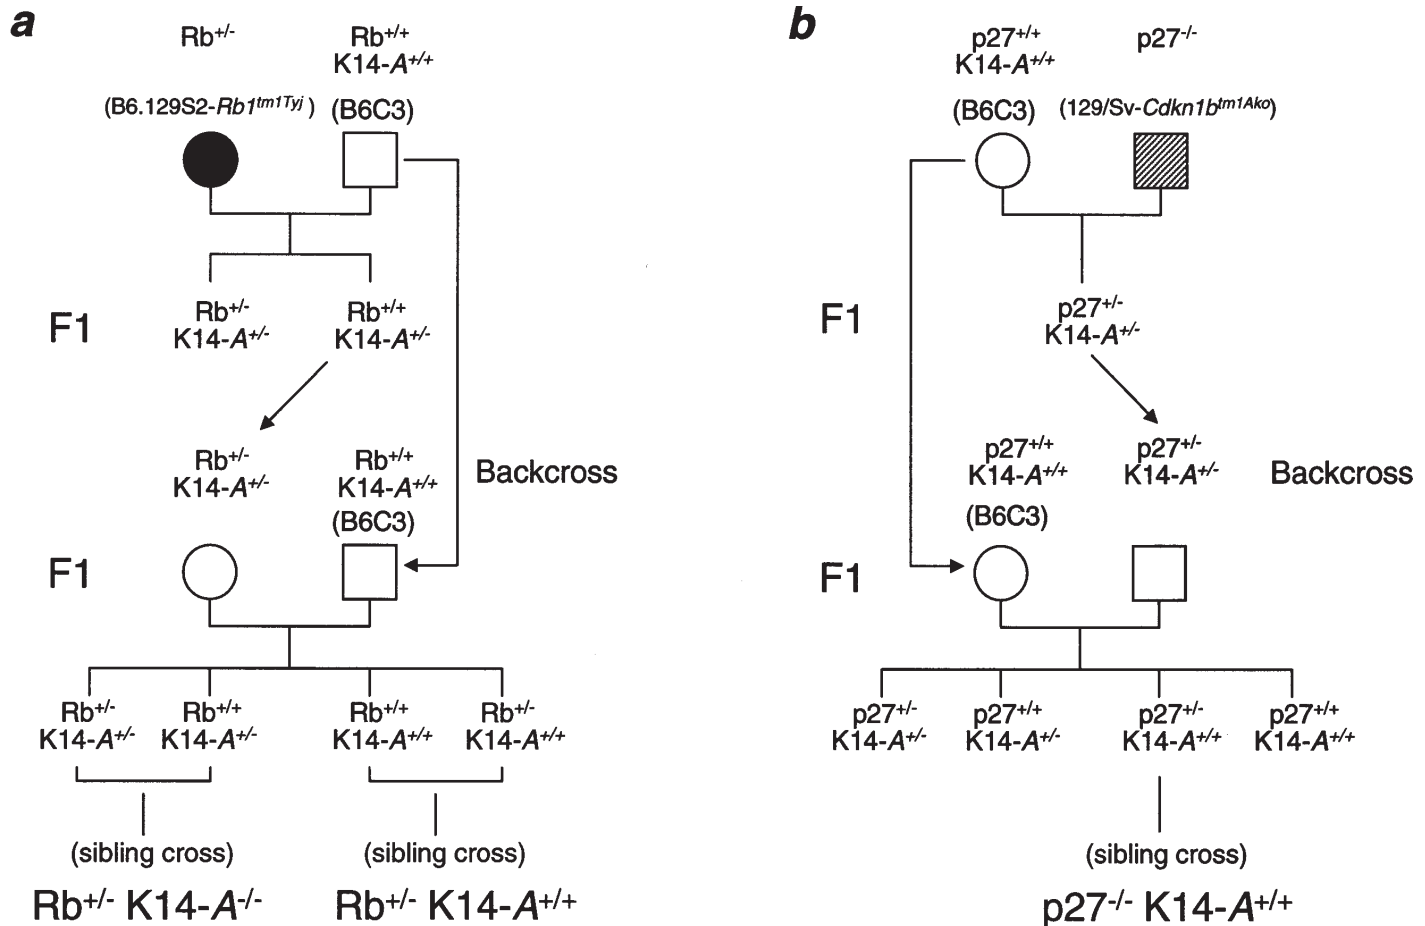 a
Rb+/-
Rb+/+
K14-A+/+
(B6.129S2-Rb1tm1Tyj )
(B6C3)
F1
Rb+/-
K14-A+/-
Rb+/+
K14-A+/-
Rb+/-
K14-A+/-
Rb+/+
K14-A+/+
(B6C3)
Backcross
F1
Rb+/-
K14-A+/-
Rb+/+
K14-A+/-
Rb+/+
K14-A+/+
Rb+/-
K14-A+/+
(sibling cross)
(sibling cross)
Rb+/- K14-A-/-
Rb+/- K14-A+/+
b
p27+/+
K14-A+/+
p27-/-
(B6C3)
(129/Sv-Cdkn1btm1Ako)
F1
p27+/-
K14-A+/-
p27+/+
K14-A+/+
(B6C3)
p27+/-
K14-A+/-
Backcross
F1
p27+/-
K14-A+/-
p27+/+
K14-A+/-
p27+/-
K14-A+/+
p27+/+
K14-A+/+
(sibling cross)
p27-/- K14-A+/+